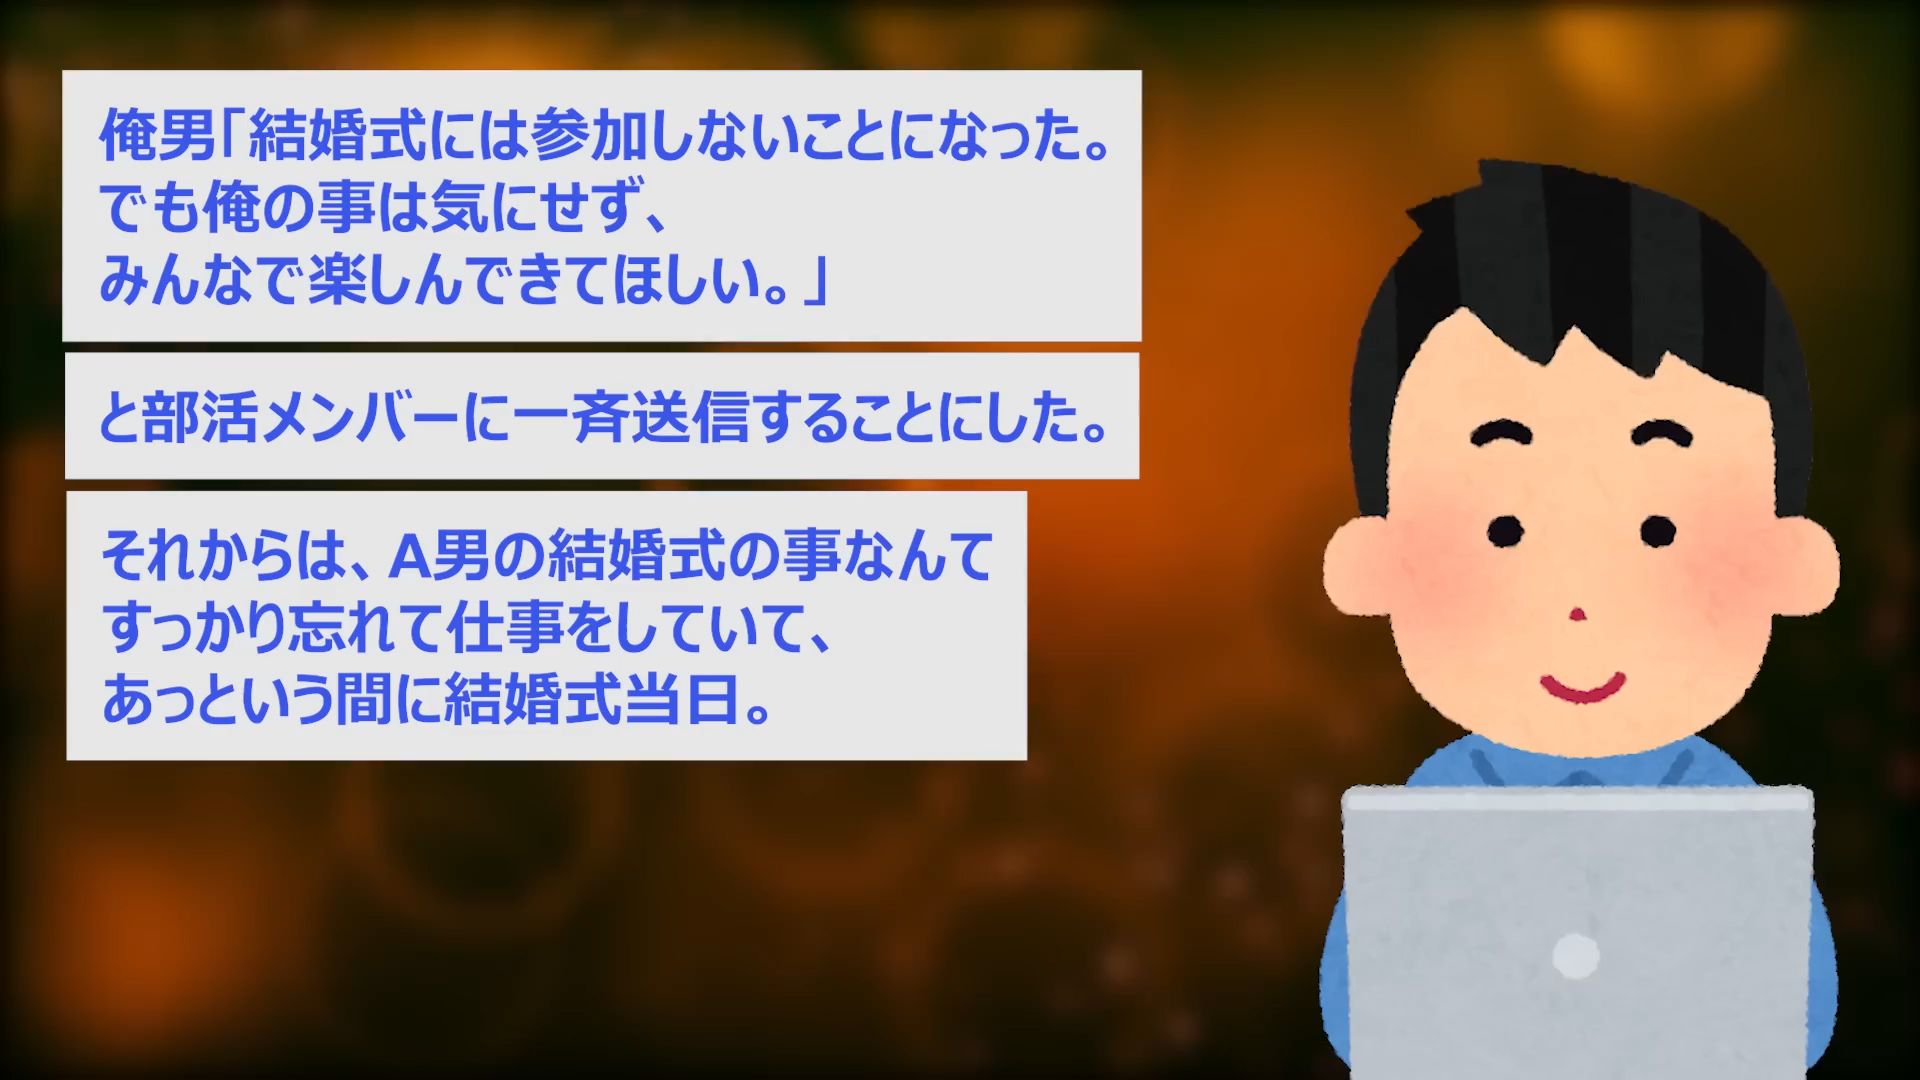 俺男「結婚式には参加しないことになった。
でも俺の事は気にせず、
みんなで楽しんできてほしい。」
と部活メンバーに一斉送信することにした。
それからは、A男の結婚式の事なんて
すっかり忘れて仕事をしていて、
あっという間に結婚式当日。